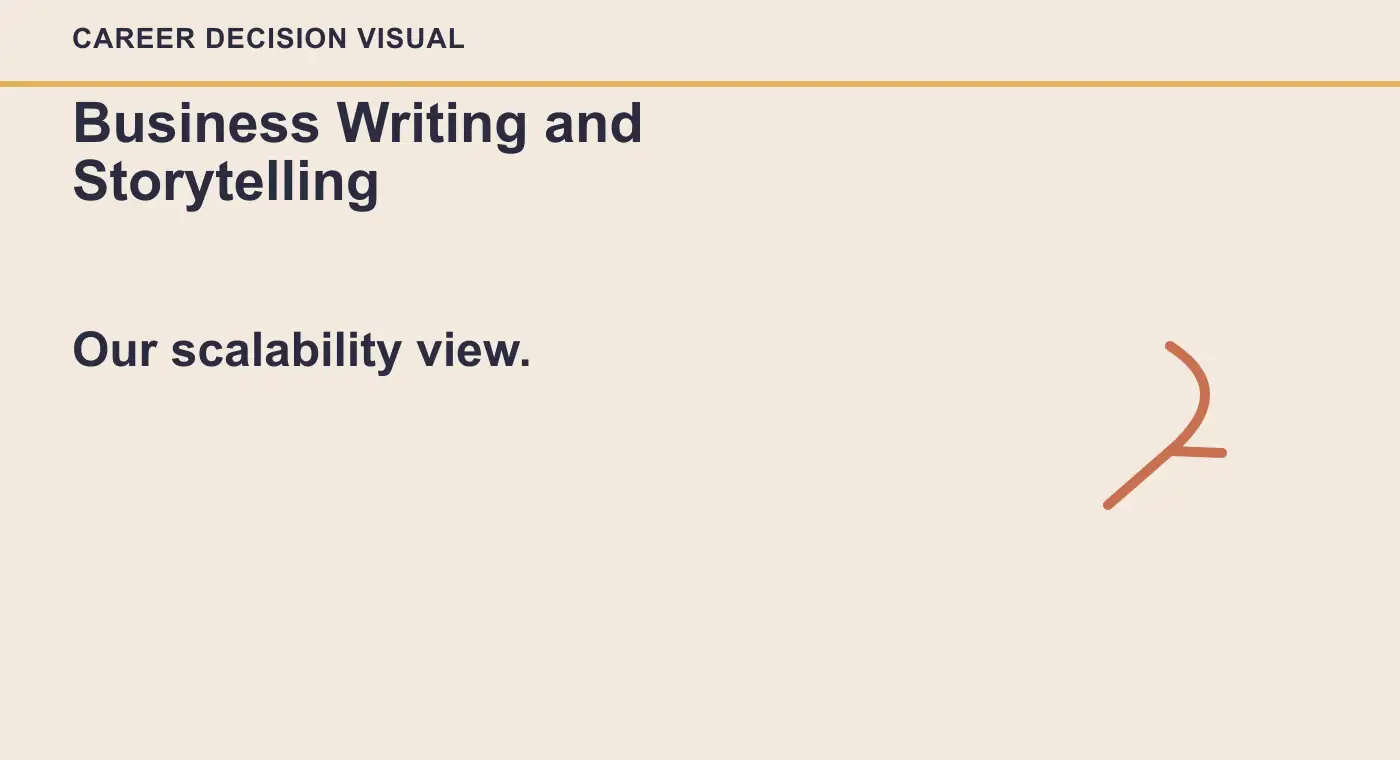 CAREER DECISION VISUAL
Business Writing and
Storytelling
Our scalability view.